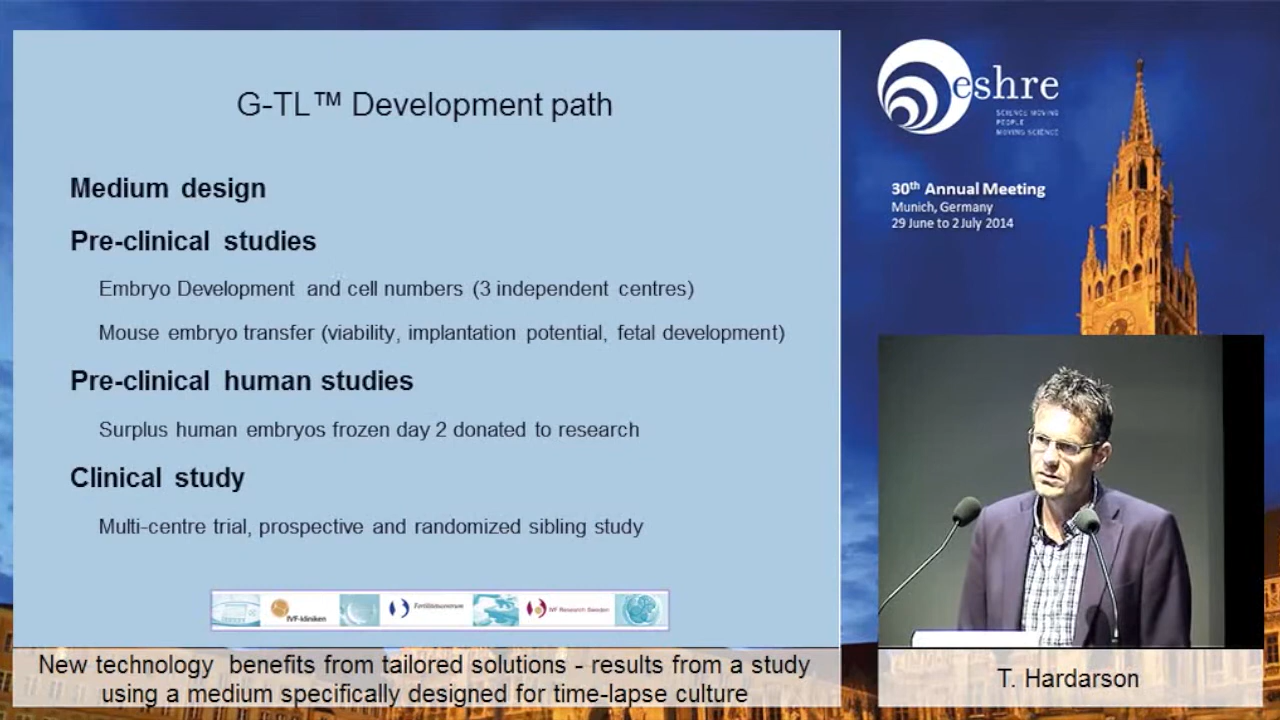 G-TL™ Development path
Medium design
Pre-clinical studies
Embryo Development and cell numbers (3 independent centres)
Mouse embryo transfer (viability, implantation potential, fetal development)
Pre-clinical human studies
Surplus human embryos frozen day 2 donated to research
Clinical study
Multi-centre trial, prospective and randomized sibling study
IVF-kliniken
Fertilitetscentrum
IVF Research Sweden
New technology benefits from tailored solutions - results from a study
using a medium specifically designed for time-lapse culture
eshre
SCIENCE MOVING
PEOPLE
MOVING SCIENCE
30th Annual Meeting
Munich, Germany
29 June to 2 July 2014
T. Hardarson